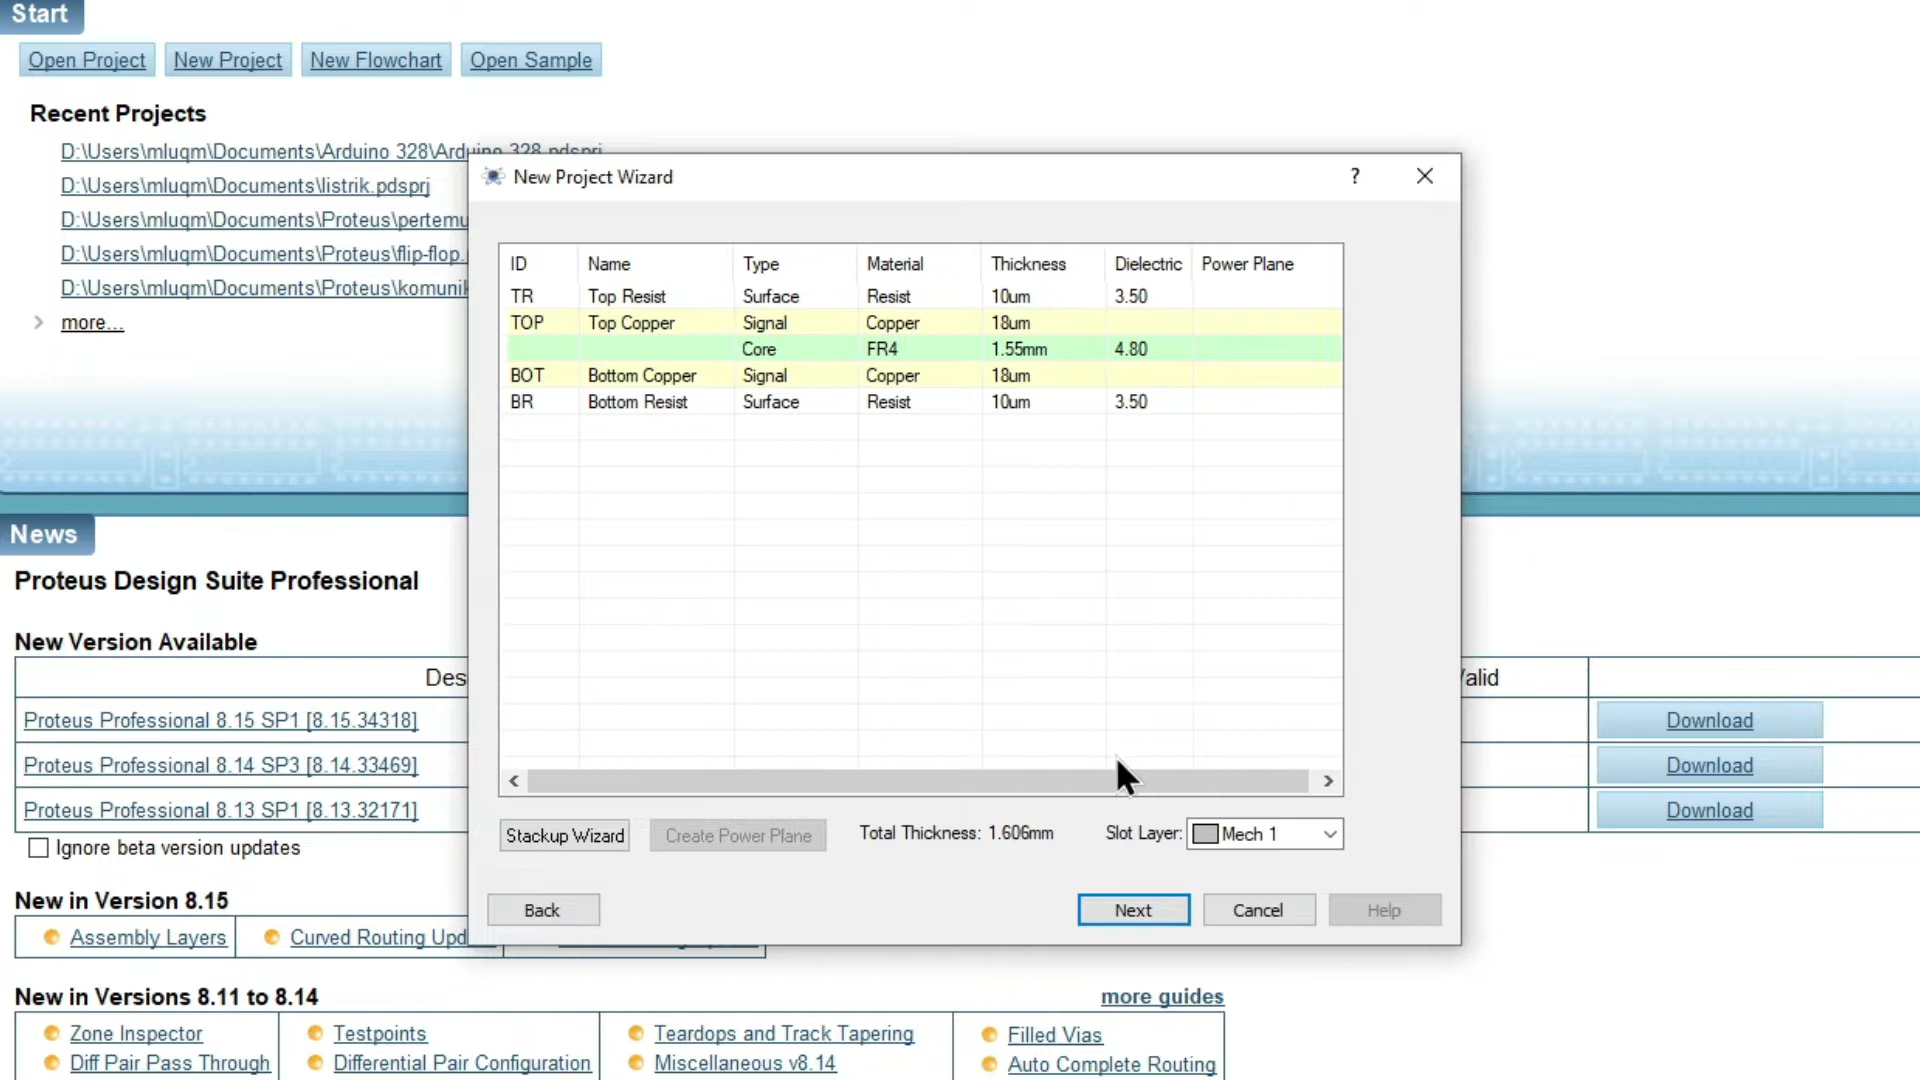 Start
Open Project New Project New Flowchart Open Sample
Recent Projects
D:\Users\mluqm\Documents\Arduino 328\Arduino 328.pdsprj
D:\Users\mluqm\Documents\listrik.pdsprj
D:\Users\mluqm\Documents\Proteus\pertemu
D:\Users\mluqm\Documents\Proteus\flip-flop.
D:\Users\mluqm\Documents\Proteus\komunik
more...
New Project Wizard
ID Name Type Material Thickness Dielectric Power Plane
TR Top Resist Surface Resist 10um 3.50
TOP Top Copper Signal Copper 18um
Core FR4 1.55mm 4.80
BOT Bottom Copper Signal Copper 18um
BR Bottom Resist Surface Resist 10um 3.50
Stackup Wizard Create Power Plane Total Thickness: 1.606mm Slot Layer: Mech 1
Back Next Cancel Help
News
Proteus Design Suite Professional
New Version Available
Des
Proteus Professional 8.15 SP1 [8.15.34318] Download
Proteus Professional 8.14 SP3 [8.14.33469] Download
Proteus Professional 8.13 SP1 [8.13.32171] Download
Ignore beta version updates
New in Version 8.15
Assembly Layers Curved Routing Upd
New in Versions 8.11 to 8.14 more guides
Zone Inspector Testpoints Teardops and Track Tapering Filled Vias
Diff Pair Pass Through Differential Pair Configuration Miscellaneous v8.14 Auto Complete Routing